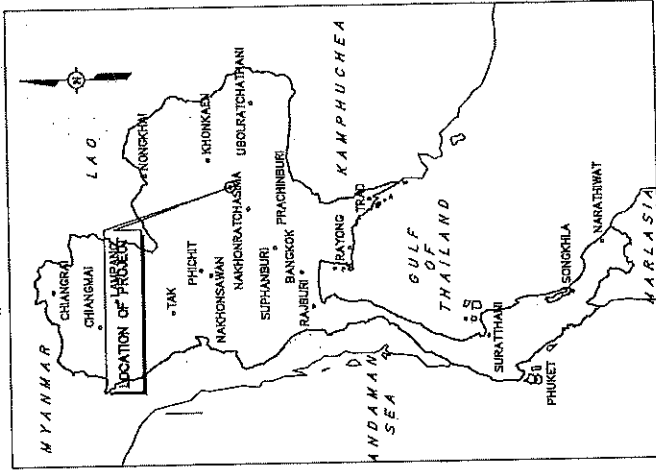 MYANMAR
LAO
CHIANGRAI
CHIANGMAI
LAMPANG
LOCATION OF PROJECT
NONGKHAI
TAK
PHICHIT
KHONKAEN
NAKHONSAWAN
NAKHONRATCHASIMA
UBOLRATCHATHANI
SUPHANBURI
PRACHINBURI
BANGKOK
RAJBURI
RAYONG
TRAD
KAMPHUCHEA
GULF
OF
THAILAND
ANDAMAN
SEA
SURATTHANI
PHUKET
SONGKHLA
NARATHIWAT
MARLASIA
N